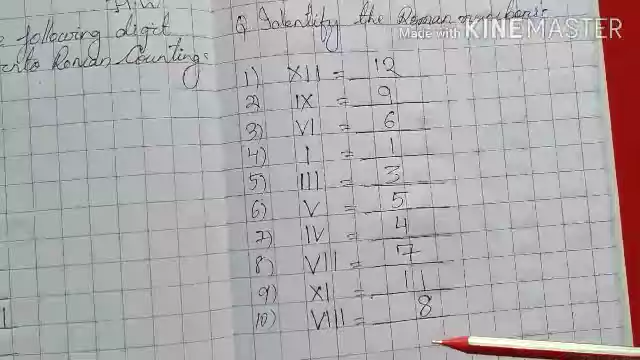 H.W
following digit
into Roman Counting:
Q. Identify the Roman numbers:
1) XII = 12
2) IX = 9
3) VI = 6
4) I = 1
5) III = 3
6) V = 5
7) IV = 4
8) VII = 7
9) XI = 11
10) VIII = 8
Made with KINEMASTER